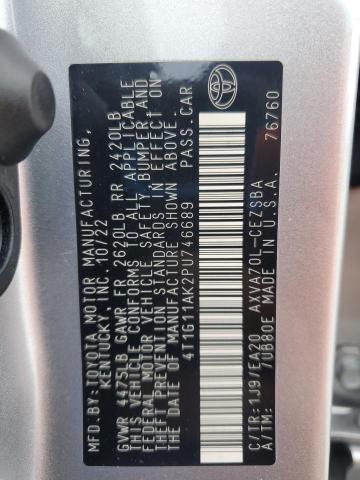 MFD.BY:TOYOTA MOTOR MANUFACTURING,
KENTUCKY, INC. 10/22
GVWR 4475LB GAWR FR 2620LB RR 2420LB
THIS VEHICLE CONFORMS TO ALL APPLICABLE
FEDERAL MOTOR VEHICLE SAFETY, BUMPER AND
THEFT PREVENTION STANDARDS IN EFFECT ON
THE DATE OF MANUFACTURE SHOWN ABOVE.
4T1G11AK2PU746689 PASS.CAR
C/TR:1J9/EA20 AXVA70L-CEZSBA
A/TM: /UB80E MADE IN U.S.A. 76760